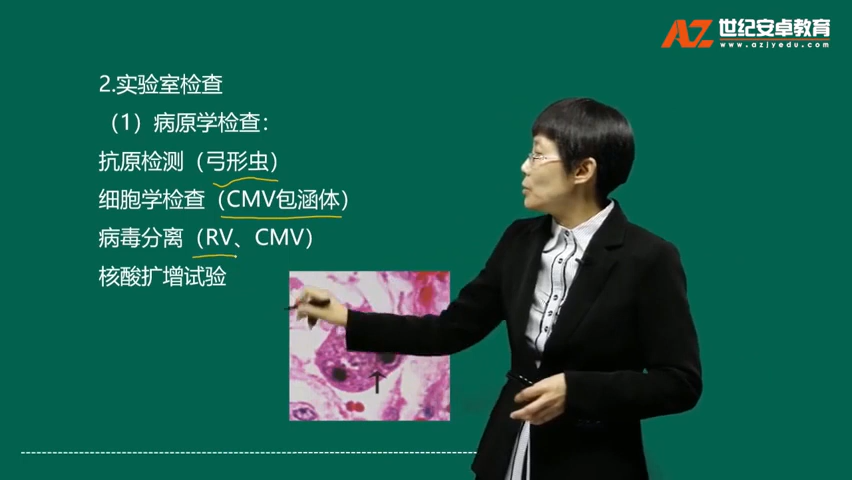 世纪安卓教育
www.azjyedu.com
2.实验室检查
（1）病原学检查：
抗原检测（弓形虫）
细胞学检查（CMV包涵体）
病毒分离（RV、CMV）
核酸扩增试验